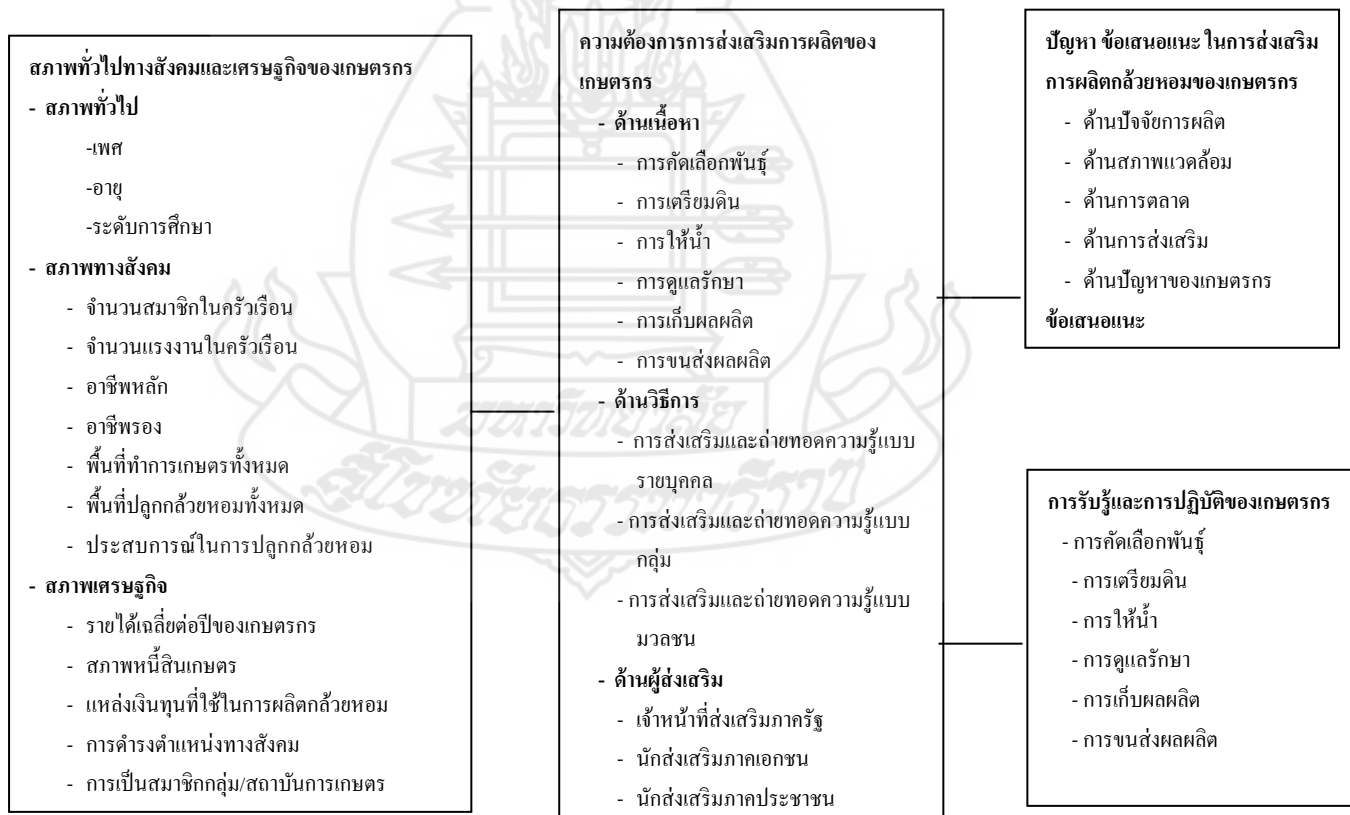 สภาพทั่วไปทางสังคมและเศรษฐกิจของเกษตรกร
- สภาพทั่วไป
-เพศ
-อายุ
-ระดับการศึกษา
- สภาพทางสังคม
- จำนวนสมาชิกในครัวเรือน
- จำนวนแรงงานในครัวเรือน
- อาชีพหลัก
- อาชีพรอง
- พื้นที่ทำการเกษตรทั้งหมด
- พื้นที่ปลูกกล้วยหอมทั้งหมด
- ประสบการณ์ในการปลูกกล้วยหอม
- สภาพเศรษฐกิจ
- รายได้เฉลี่ยต่อปีของเกษตรกร
- สภาพหนี้สินเกษตร
- แหล่งเงินทุนที่ใช้ในการผลิตกล้วยหอม
- การดำรงตำแหน่งทางสังคม
- การเป็นสมาชิกกลุ่ม/สถาบันการเกษตร
ความต้องการการส่งเสริมการผลิตของ
เกษตรกร
- ด้านเนื้อหา
- การคัดเลือกพันธุ์
- การเตรียมดิน
- การให้น้ำ
- การดูแลรักษา
- การเก็บผลผลิต
- การขนส่งผลผลิต
- ด้านวิธีการ
- การส่งเสริมและถ่ายทอดความรู้แบบ
รายบุคคล
- การส่งเสริมและถ่ายทอดความรู้แบบ
กลุ่ม
- การส่งเสริมและถ่ายทอดความรู้แบบ
มวลชน
- ด้านผู้ส่งเสริม
- เจ้าหน้าที่ส่งเสริมภาครัฐ
- นักส่งเสริมภาคเอกชน
- นักส่งเสริมภาคประชาชน
ปัญหา ข้อเสนอแนะ ในการส่งเสริม
การผลิตกล้วยหอมของเกษตรกร
- ด้านปัจจัยการผลิต
- ด้านสภาพแวดล้อม
- ด้านการตลาด
- ด้านการส่งเสริม
- ด้านปัญหาของเกษตรกร
ข้อเสนอแนะ
การรับรู้และการปฏิบัติของเกษตรกร
- การคัดเลือกพันธุ์
- การเตรียมดิน
- การให้น้ำ
- การดูแลรักษา
- การเก็บผลผลิต
- การขนส่งผลผลิต
มหาวิทยาลัย
สุโขทัยธรรมาธิราช